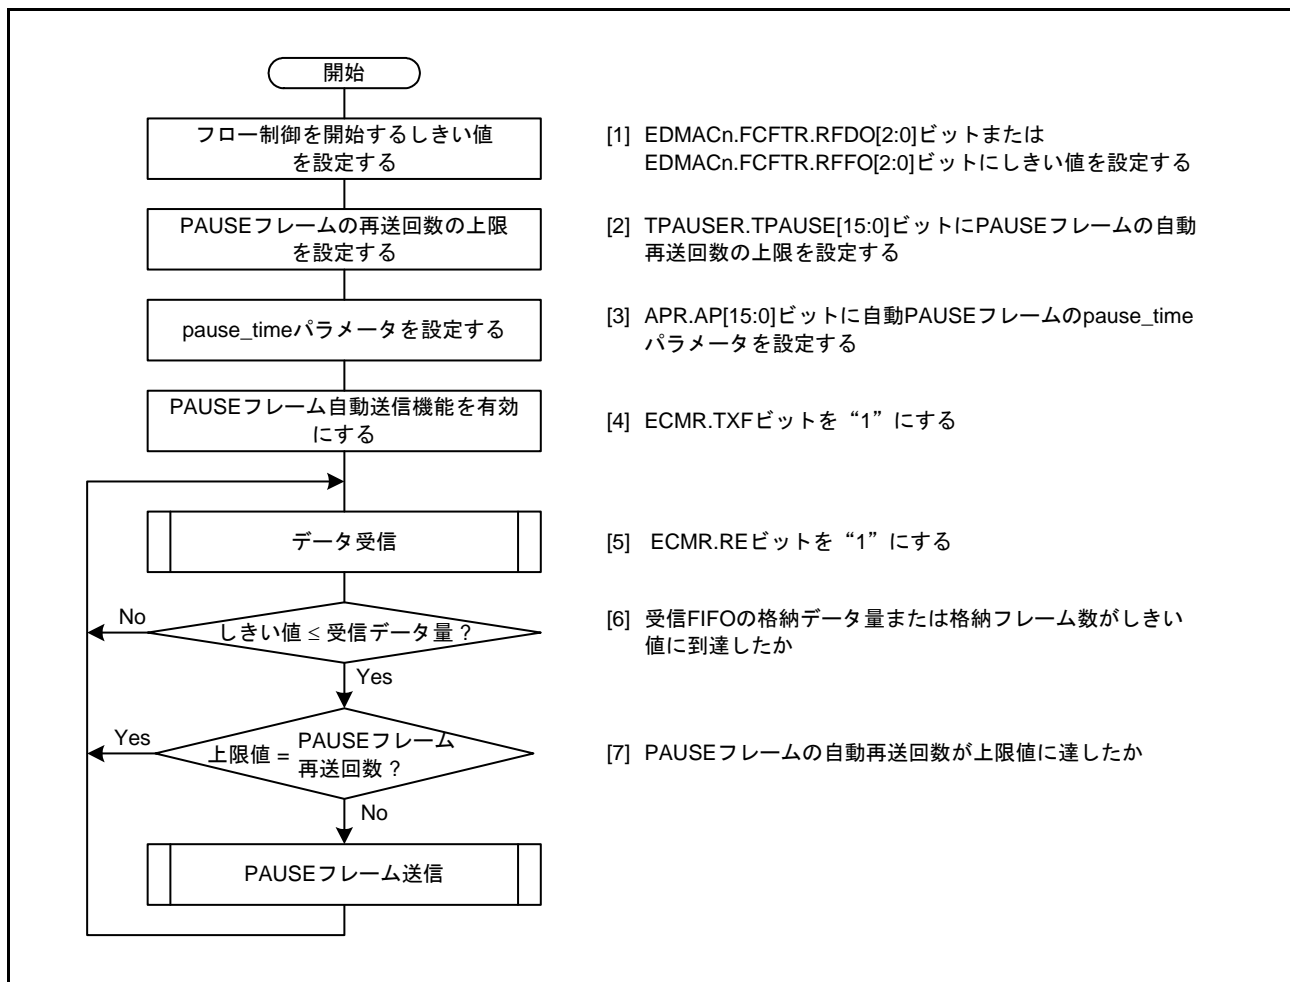 開始
フロー制御を開始するしきい値
を設定する
[1] EDMACn.FCFTR.RFDO[2:0]ビットまたは
EDMACn.FCFTR.RFFO[2:0]ビットにしきい値を設定する
PAUSEフレームの再送回数の上限
を設定する
[2] TPAUSER.TPAUSE[15:0]ビットにPAUSEフレームの自動
再送回数の上限を設定する
pause_timeパラメータを設定する
[3] APR.AP[15:0]ビットに自動PAUSEフレームのpause_time
パラメータを設定する
PAUSEフレーム自動送信機能を有効
にする
[4] ECMR.TXFビットを“1”にする
データ受信
[5] ECMR.REビットを“1”にする
No
しきい値 ≤ 受信データ量 ?
[6] 受信FIFOの格納データ量または格納フレーム数がしきい
値に到達したか
Yes
Yes
上限値 = PAUSEフレーム
再送回数 ?
[7] PAUSEフレームの自動再送回数が上限値に達したか
No
PAUSEフレーム送信